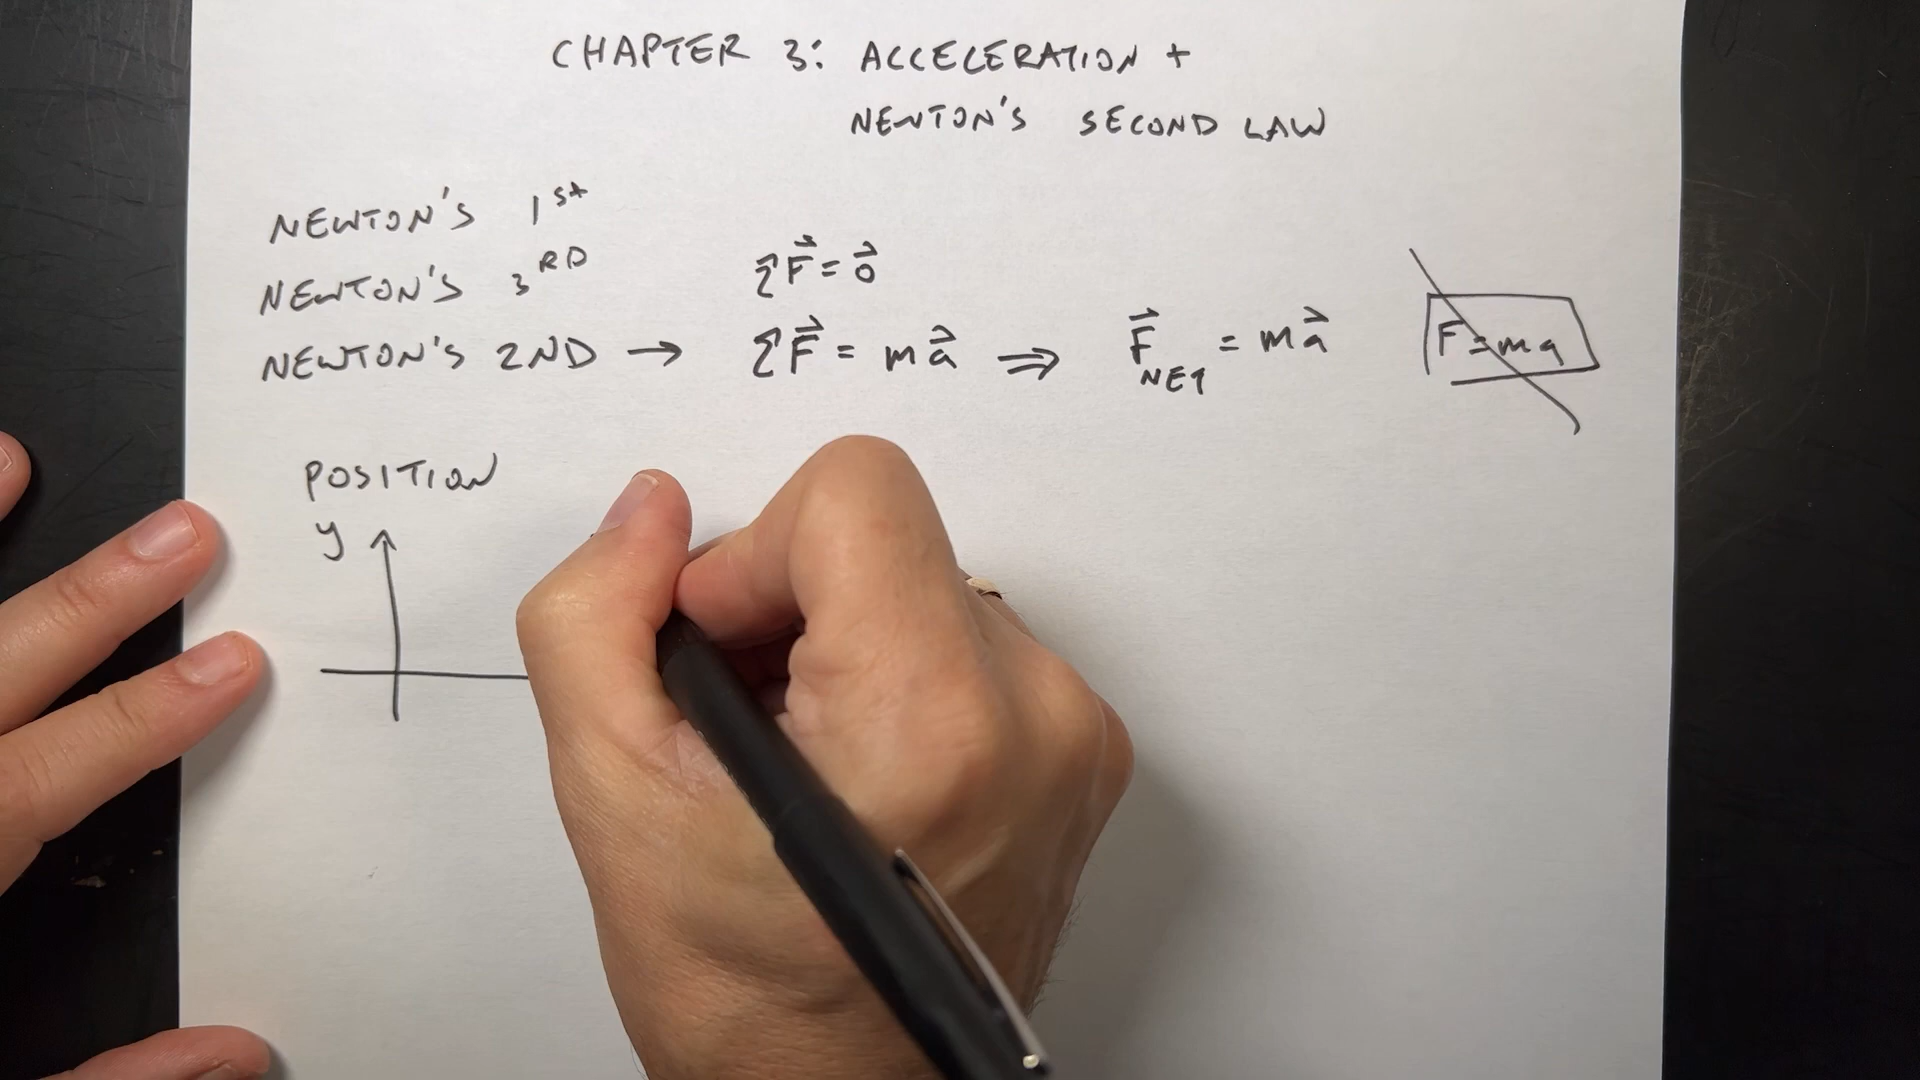 CHAPTER 3: ACCELERATION +
NEWTON'S SECOND LAW
NEWTON'S 1ST
NEWTON'S 3RD ΣF⃗ = 0⃗
NEWTON'S 2ND → ΣF⃗ = ma⃗ ⇒ F⃗NET = ma⃗ F=ma
POSITION
y